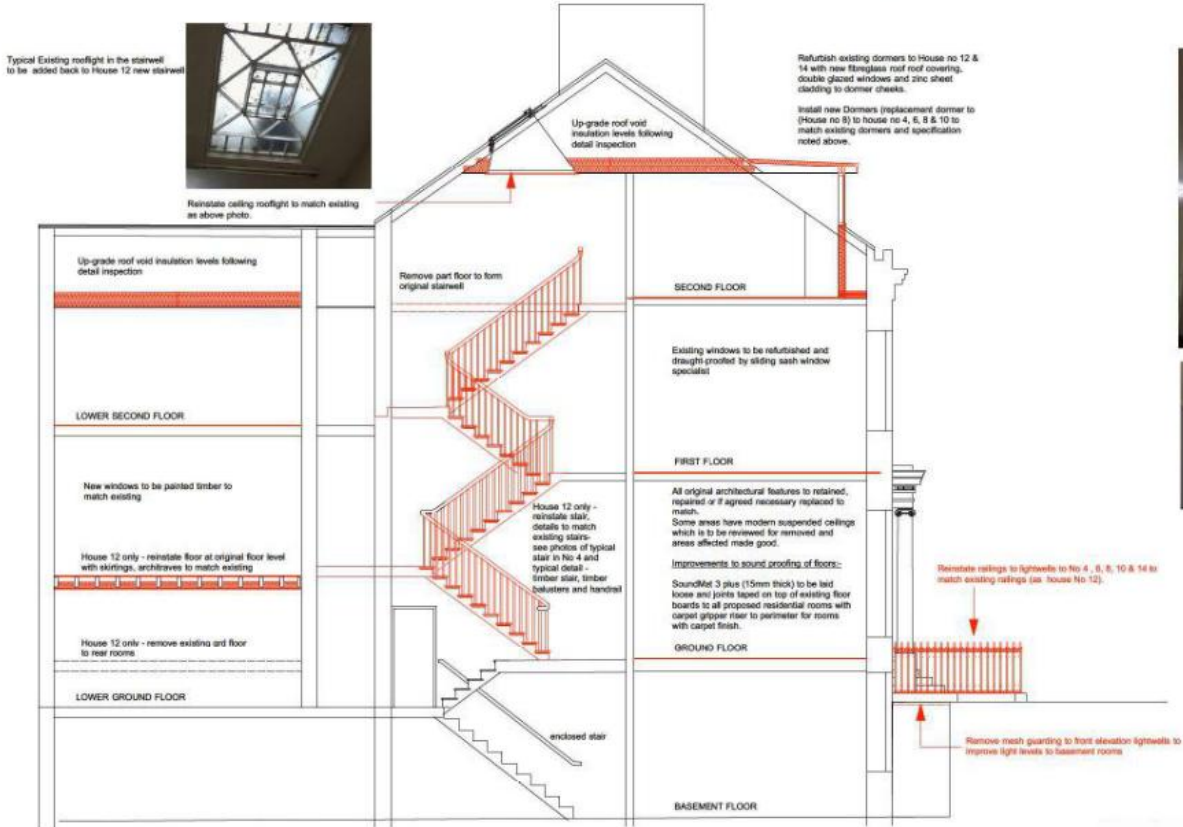 Typical Existing rooflight in the stairwell
to be added back to House 12 new stairwell
Refurbish existing dormers to House no 12 &
14 with new fibreglass roof roof covering,
double glazed windows and zinc sheet
cladding to dormer cheeks.
Install new Dormers (replacement dormer to
(House no 8) to house no 4, 6, 8 & 10 to
match existing dormers and specification
noted above.
Up-grade roof void
insulation levels following
detail inspection
Reinstate ceiling rooflight to match existing
as above photo.
Up-grade roof void insulation levels following
detail inspection
Remove part floor to form
original stairwell
SECOND FLOOR
Existing windows to be refurbished and
draught-proofed by sliding sash window
specialist
LOWER SECOND FLOOR
FIRST FLOOR
New windows to be painted timber to
match existing
All original architectural features to retained,
repaired or if agreed necessary replaced to
match.
Some areas have modern suspended ceilings
which is to be reviewed for removed and
areas affected made good.
House 12 only -
reinstate stair,
details to match
existing stairs-
see photos of typical
stair in No 4 and
typical detail -
timber stair, timber
balusters and handrail
House 12 only - reinstate floor at original floor level
with skirtings, architraves to match existing
Improvements to sound proofing of floors:-
SoundMat 3 plus (15mm thick) to be laid
loose and joints taped on top of existing floor
boards to all proposed residential rooms with
carpet gripper riser to perimeter for rooms
with carpet finish.
Reinstate railings to lightwells to No 4 , 6, 8, 10 & 14 to
match existing railings (as house No 12).
House 12 only - remove existing grd floor
to rear rooms
GROUND FLOOR
LOWER GROUND FLOOR
enclosed stair
Remove mesh guarding to front elevation lightwells to
improve light levels to basement rooms
BASEMENT FLOOR